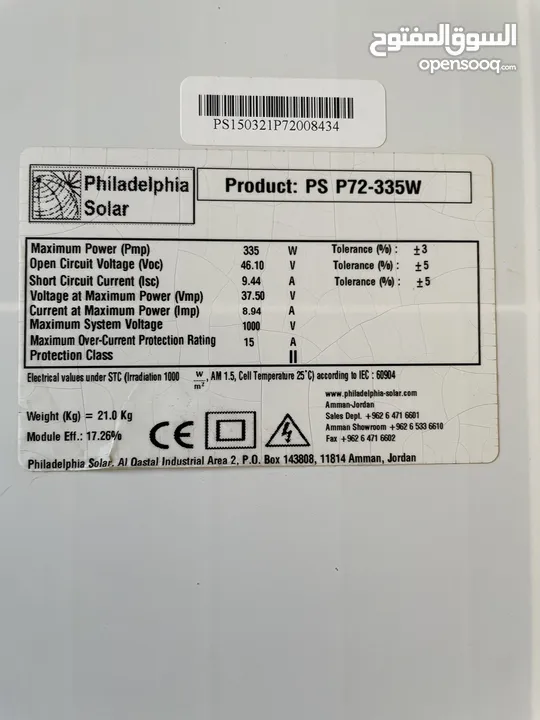 السوق المفتوح
opensooq.com
PS150321P72008434
Philadelphia Solar
Product: PS P72-335W
Maximum Power (Pmp) 335 W Tolerance (%) : ±3
Open Circuit Voltage (Voc) 46.10 V Tolerance (%) : ±5
Short Circuit Current (Isc) 9.44 A Tolerance (%) : ±5
Voltage at Maximum Power (Vmp) 37.50 V
Current at Maximum Power (Imp) 8.94 A
Maximum System Voltage 1000 V
Maximum Over-Current Protection Rating 15 A
Protection Class II
Electrical values under STC (Irradiation 1000 W/m², AM 1.5, Cell Temperature 25°C) according to IEC : 60904
Weight (Kg) = 21.0 Kg
Module Eff.: 17.26%
CE
www.philadelphia-solar.com
Amman-Jordan
Sales Dept. +962 6 471 6601
Amman Showroom +962 6 533 6610
Fax +962 6 471 6602
Philadelphia Solar, Al Qastal Industrial Area 2, P.O. Box 143808, 11814 Amman, Jordan